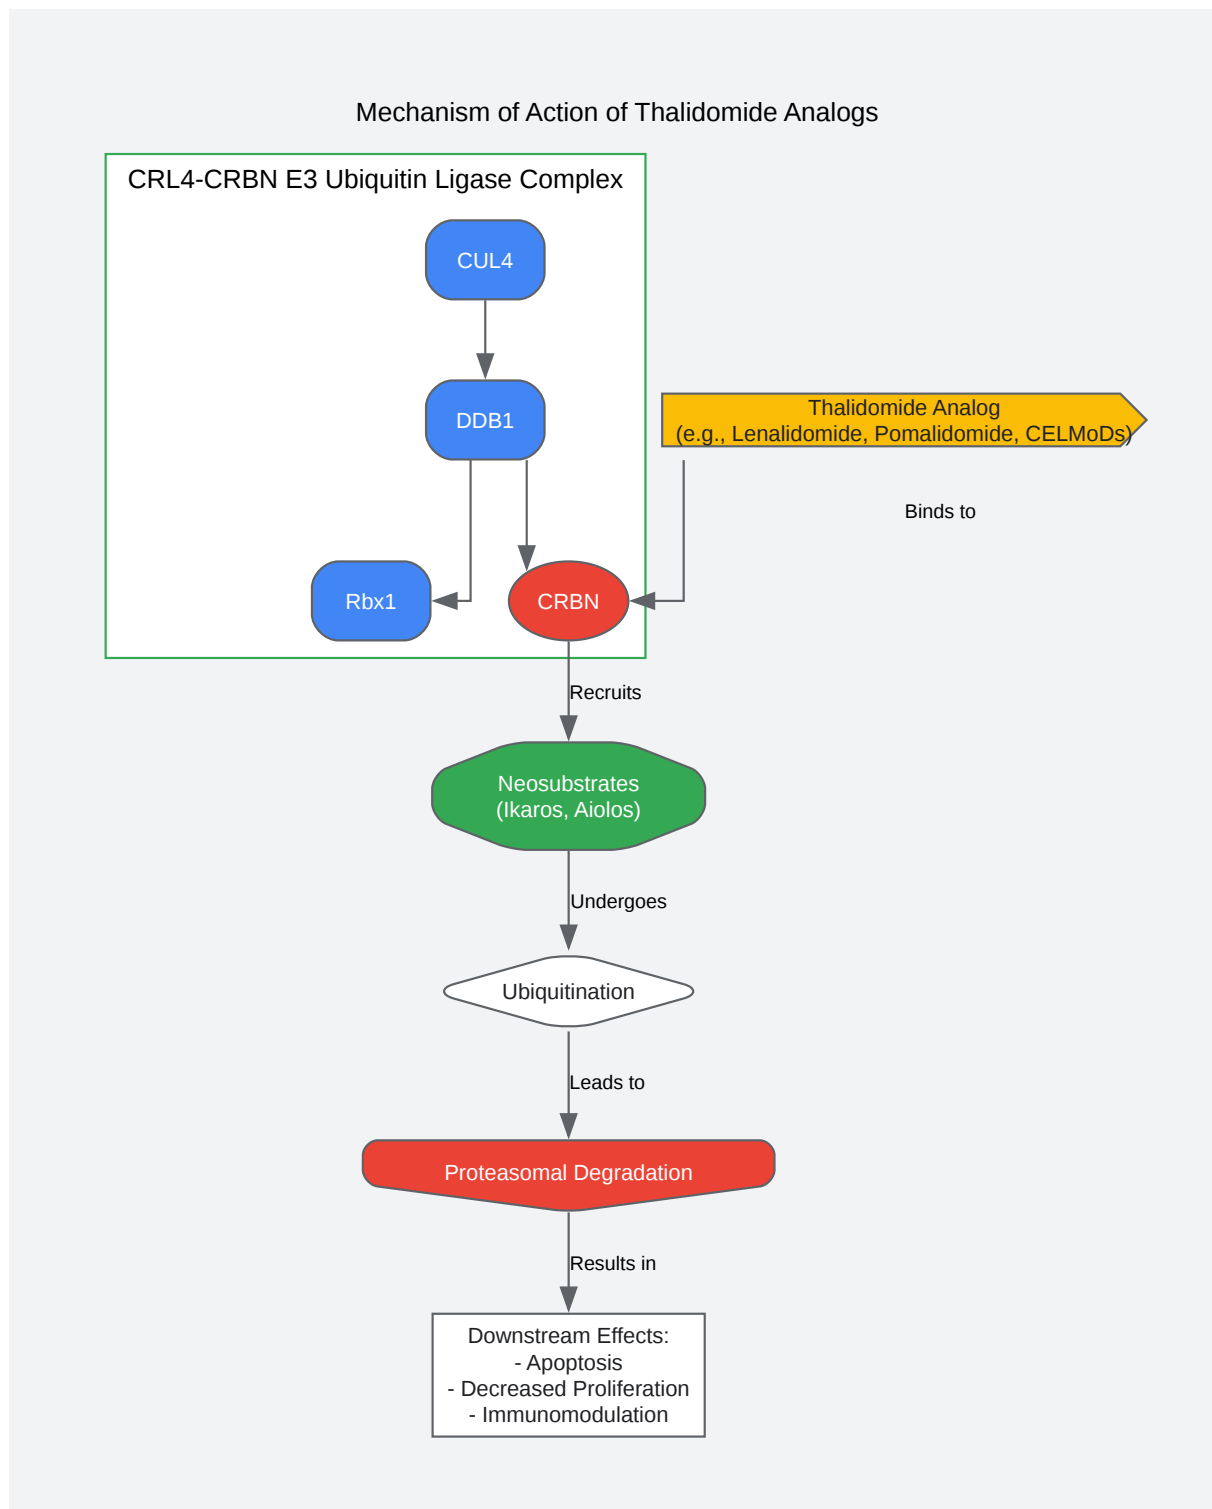 Mechanism of Action of Thalidomide Analogs
CRL4-CRBN E3 Ubiquitin Ligase Complex
CUL4
DDB1
Thalidomide Analog
(e.g., Lenalidomide, Pomalidomide, CELMoDs)
Binds to
Rbx1
CRBN
Recruits
Neosubstrates
(Ikaros, Aiolos)
Undergoes
Ubiquitination
Leads to
Proteasomal Degradation
Results in
Downstream Effects:
- Apoptosis
- Decreased Proliferation
- Immunomodulation